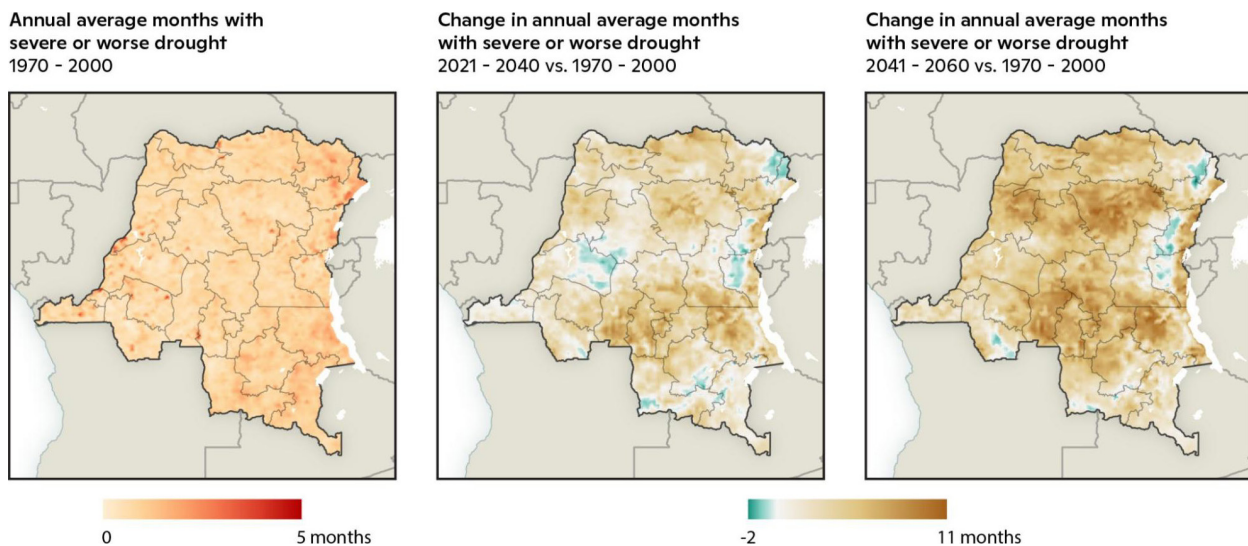 Annual average months with
severe or worse drought
1970 - 2000
Change in annual average months
with severe or worse drought
2021 - 2040 vs. 1970 - 2000
Change in annual average months
with severe or worse drought
2041 - 2060 vs. 1970 - 2000
0
5 months
-2
11 months